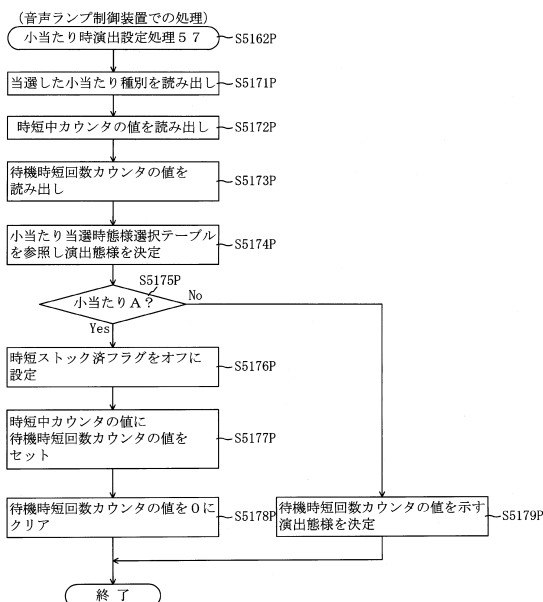 (音声ランプ制御装置での処理)
小当たり時演出設定処理57
S5162P
当選した小当たり種別を読み出し
S5171P
時短中カウンタの値を読み出し
S5172P
待機時短回数カウンタの値を
読み出し
S5173P
小当たり当選時態様選択テーブル
を参照し演出態様を決定
S5174P
S5175P
小当たりA?
No
Yes
時短ストック済フラグをオフに
設定
S5176P
時短中カウンタの値に
待機時短回数カウンタの値を
セット
S5177P
待機時短回数カウンタの値を0に
クリア
S5178P
待機時短回数カウンタの値を示す
演出態様を決定
S5179P
終了